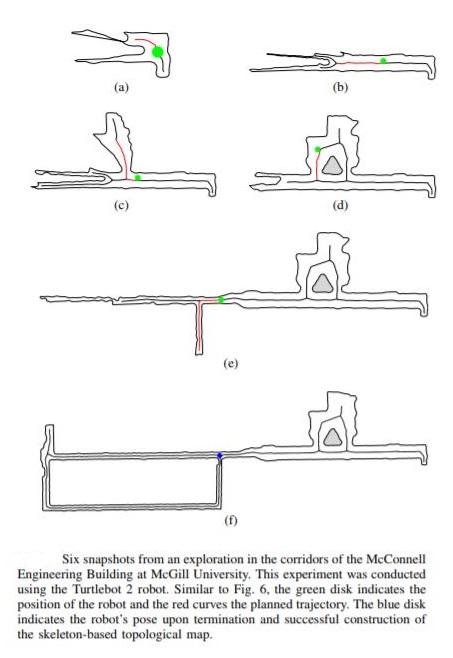 (a)
(b)
(c)
(d)
(e)
(f)
Six snapshots from an exploration in the corridors of the McConnell
Engineering Building at McGill University. This experiment was conducted
using the Turtlebot 2 robot. Similar to Fig. 6, the green disk indicates the
position of the robot and the red curves the planned trajectory. The blue disk
indicates the robot's pose upon termination and successful construction of
the skeleton-based topological map.